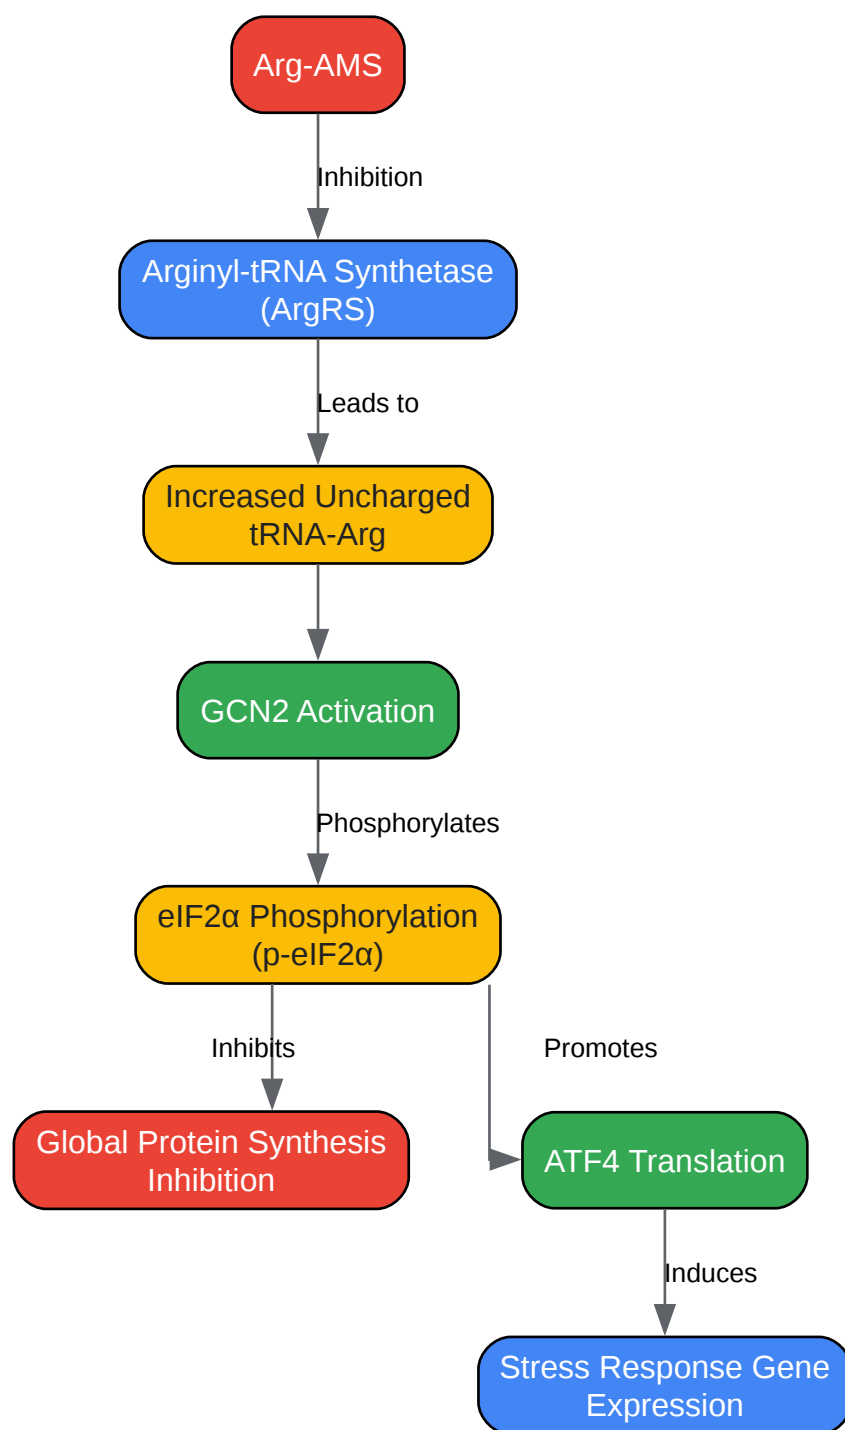 Arg-AMS
Inhibition
Arginyl-tRNA Synthetase
(ArgRS)
Leads to
Increased Uncharged
tRNA-Arg
GCN2 Activation
Phosphorylates
eIF2α Phosphorylation
(p-eIF2α)
Inhibits
Promotes
Global Protein Synthesis
Inhibition
ATF4 Translation
Induces
Stress Response Gene
Expression